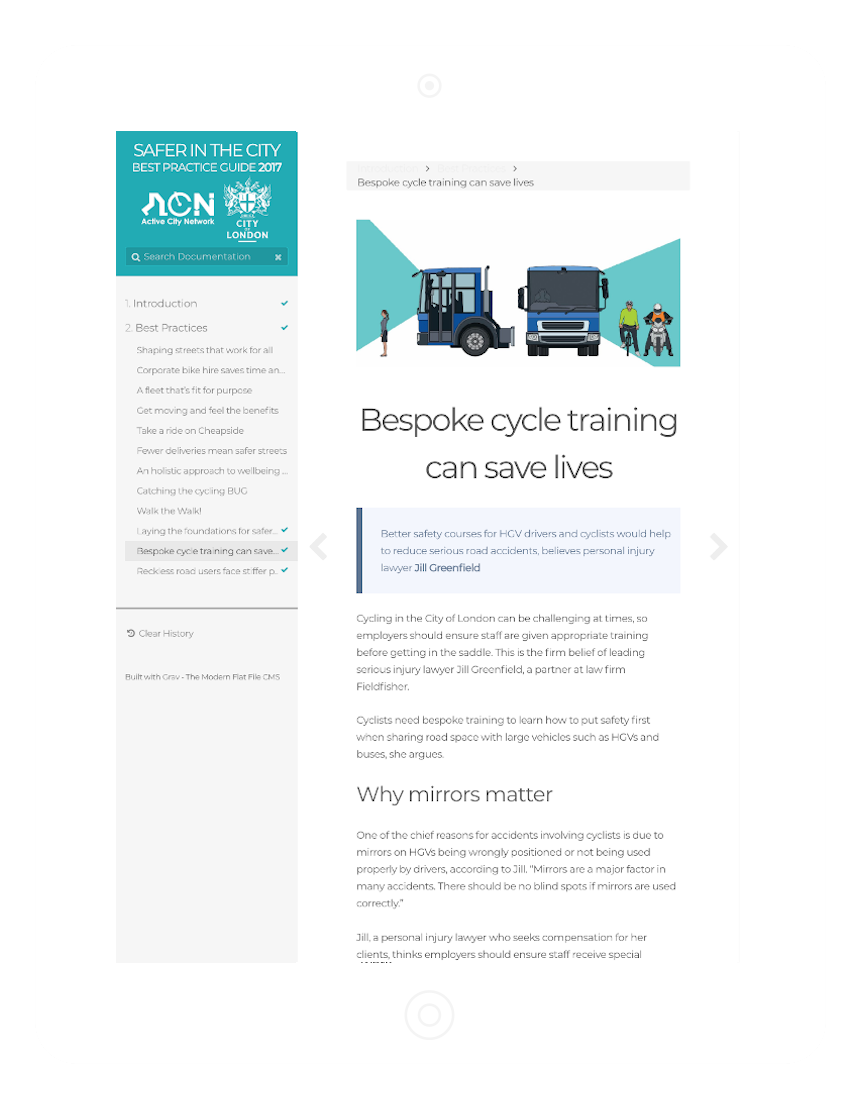 SAFER IN THE CITY
BEST PRACTICE GUIDE 2017
ACN
Active City Network
CITY
OF
LONDON
Search Documentation
1. Introduction
2. Best Practices
Shaping streets that work for all
Corporate bike hire saves time an...
A fleet that's fit for purpose
Get moving and feel the benefits
Take a ride on Cheapside
Fewer deliveries mean safer streets
An holistic approach to wellbeing ...
Catching the cycling BUG
Walk the Walk!
Laying the foundations for safer...
Bespoke cycle training can save...
Reckless road users face stiffer p...
Clear History
Built with Grav - The Modern Flat File CMS
Bespoke cycle training can save lives
Bespoke cycle training
can save lives
Better safety courses for HGV drivers and cyclists would help
to reduce serious road accidents, believes personal injury
lawyer Jill Greenfield
Cycling in the City of London can be challenging at times, so
employers should ensure staff are given appropriate training
before getting in the saddle. This is the firm belief of leading
serious injury lawyer Jill Greenfield, a partner at law firm
Fieldfisher.
Cyclists need bespoke training to learn how to put safety first
when sharing road space with large vehicles such as HGVs and
buses, she argues.
Why mirrors matter
One of the chief reasons for accidents involving cyclists is due to
mirrors on HGVs being wrongly positioned or not being used
properly by drivers, according to Jill. "Mirrors are a major factor in
many accidents. There should be no blind spots if mirrors are used
correctly."
Jill, a personal injury lawyer who seeks compensation for her
clients, thinks employers should ensure staff receive special